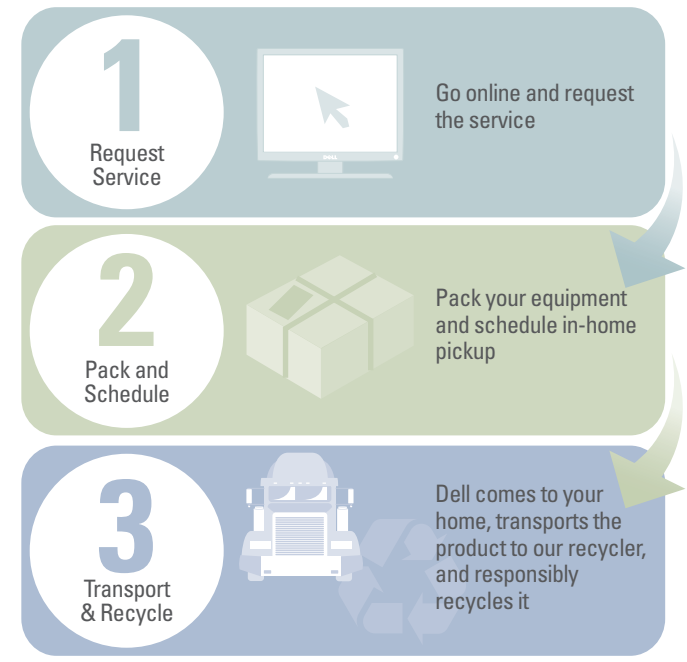 1
Request
Service
DELL
Go online and request
the service
2
Pack and
Schedule
Pack your equipment
and schedule in-home
pickup
3
Transport
& Recycle
Dell comes to your
home, transports the
product to our recycler,
and responsibly
recycles it